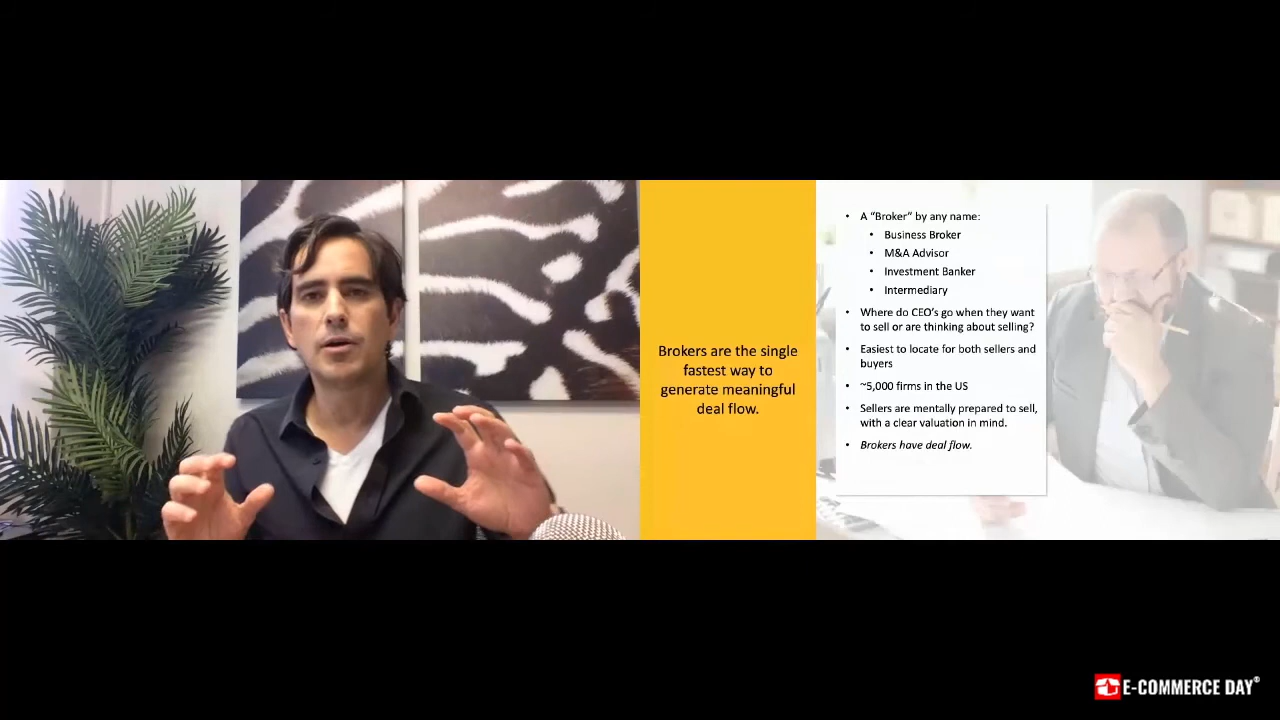 Brokers are the single
fastest way to
generate meaningful
deal flow.
• A “Broker” by any name:
• Business Broker
• M&A Advisor
• Investment Banker
• Intermediary
• Where do CEO’s go when they want
to sell or are thinking about selling?
• Easiest to locate for both sellers and
buyers
• ~5,000 firms in the US
• Sellers are mentally prepared to sell,
with a clear valuation in mind.
• Brokers have deal flow.
E-COMMERCE DAY®